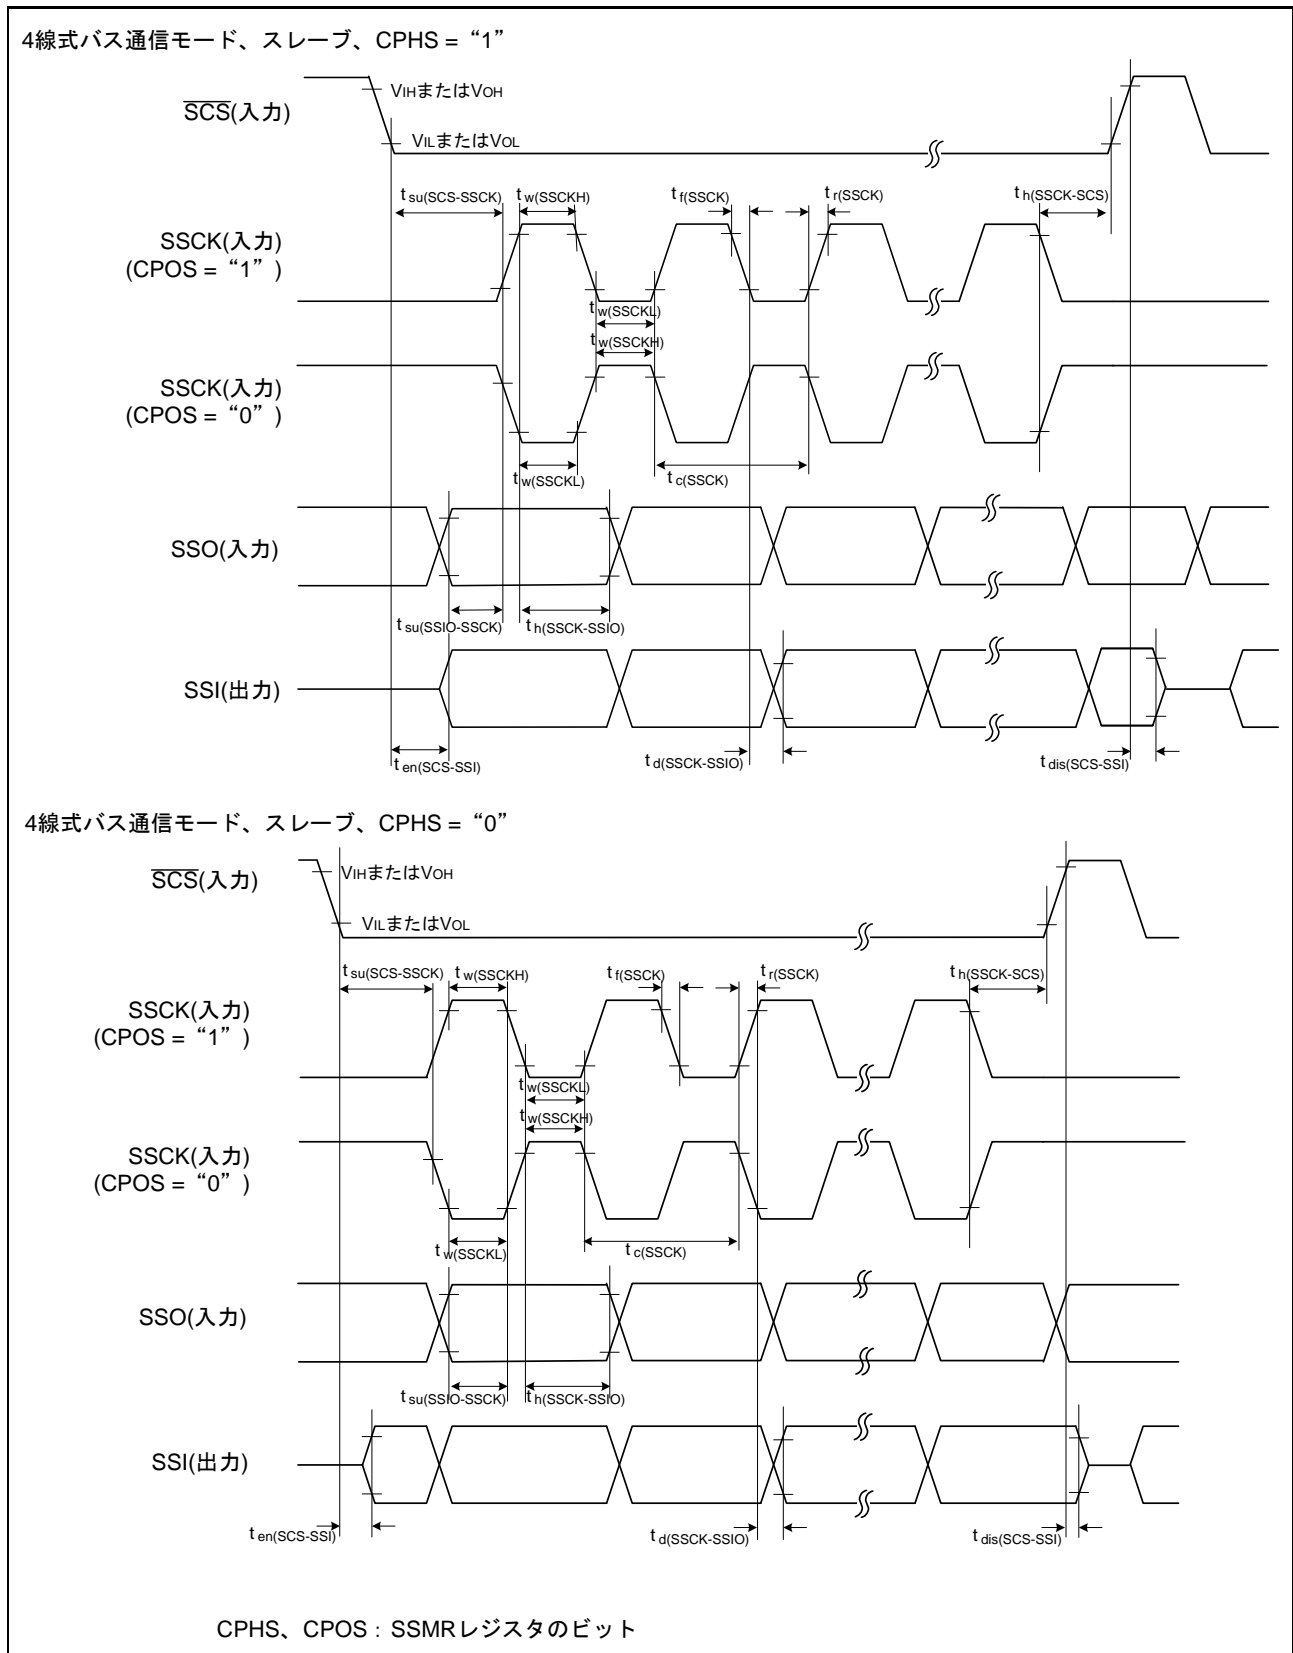 4線式バス通信モード、スレーブ、CPHS = “1”
SCS(入力)
VIHまたはVOH
VILまたはVOL
tsu(SCS-SSCK)
tw(SSCKH)
tf(SSCK)
tr(SSCK)
th(SSCK-SCS)
SSCK(入力)
(CPOS = “1” )
tw(SSCKL)
tw(SSCKH)
SSCK(入力)
(CPOS = “0” )
tw(SSCKL)
tc(SSCK)
SSO(入力)
tsu(SSIO-SSCK)
th(SSCK-SSIO)
SSI(出力)
ten(SCS-SSI)
td(SSCK-SSIO)
tdis(SCS-SSI)
4線式バス通信モード、スレーブ、CPHS = “0”
SCS(入力)
VIHまたはVOH
VILまたはVOL
tsu(SCS-SSCK)
tw(SSCKH)
tf(SSCK)
tr(SSCK)
th(SSCK-SCS)
SSCK(入力)
(CPOS = “1” )
tw(SSCKL)
tw(SSCKH)
SSCK(入力)
(CPOS = “0” )
tw(SSCKL)
tc(SSCK)
SSO(入力)
tsu(SSIO-SSCK)
th(SSCK-SSIO)
SSI(出力)
ten(SCS-SSI)
td(SSCK-SSIO)
tdis(SCS-SSI)
CPHS、CPOS : SSMRレジスタのビット